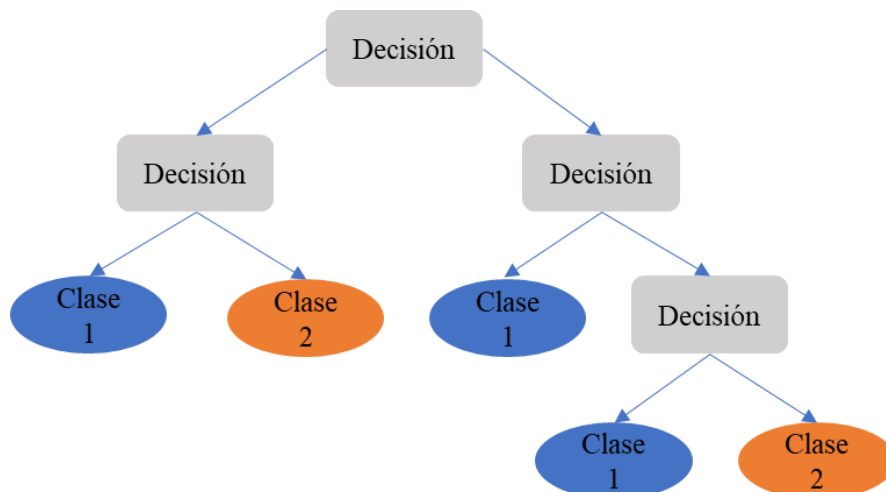 Decisión
Decisión
Decisión
Clase
1
Clase
2
Clase
1
Decisión
Clase
1
Clase
2